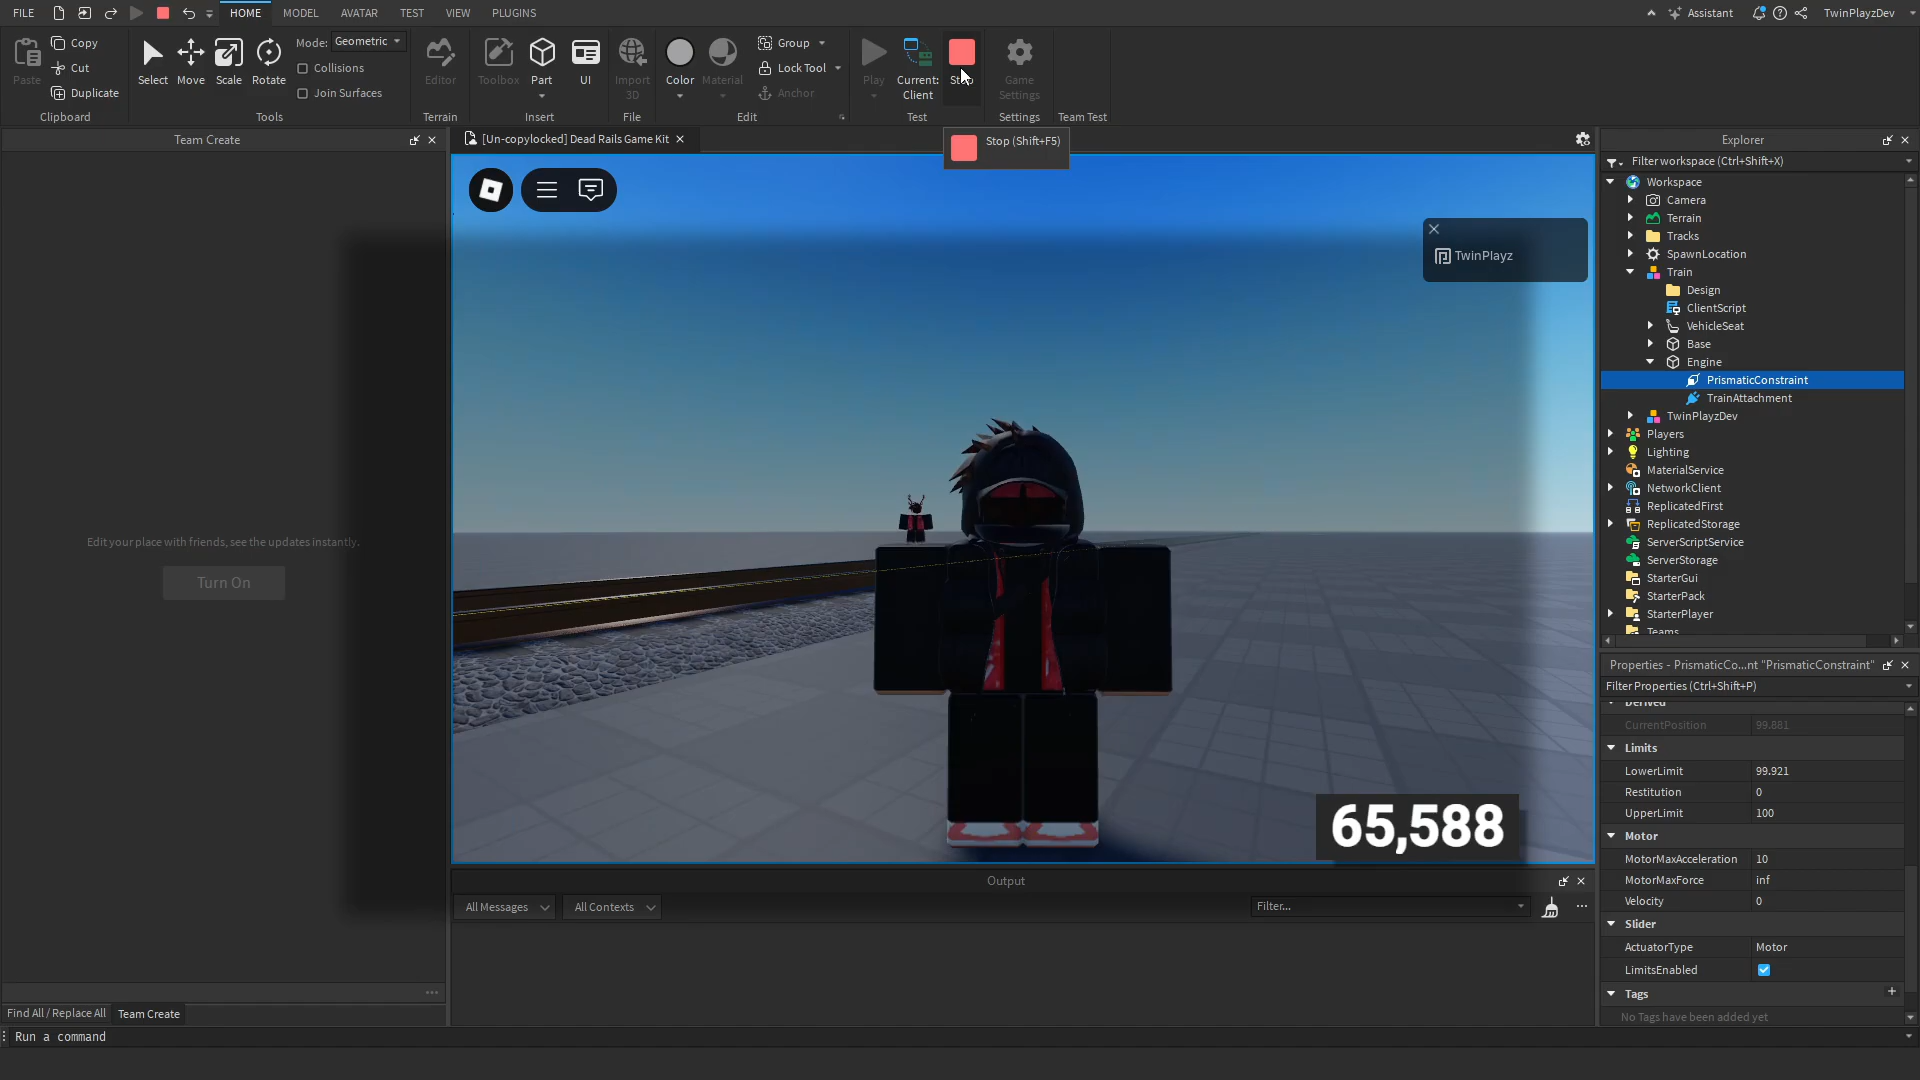 FILE HOME MODEL AVATAR TEST VIEW PLUGINS Assistant TwinPlayzDev
Paste Copy Cut Duplicate Clipboard
Select Move Scale Rotate Mode: Geometric Collisions Join Surfaces Tools
Editor Terrain
Toolbox Part UI Insert
Import 3D File
Color Material Group Lock Tool Anchor Edit
Play Current: Client Stop Test
Game Settings Settings
Team Test
Team Create
[Un-copylocked] Dead Rails Game Kit
Stop (Shift+F5)
TwinPlayz
Edit your place with friends, see the updates instantly.
Turn On
65,588
Output
All Messages All Contexts Filter...
Find All / Replace All Team Create
Run a command
Explorer
Filter workspace (Ctrl+Shift+X)
Workspace
Camera
Terrain
Tracks
SpawnLocation
Train
Design
ClientScript
VehicleSeat
Base
Engine
PrismaticConstraint
TrainAttachment
TwinPlayzDev
Players
Lighting
MaterialService
NetworkClient
ReplicatedFirst
ReplicatedStorage
ServerScriptService
ServerStorage
StarterGui
StarterPack
StarterPlayer
Teams
Properties - PrismaticCo...nt "PrismaticConstraint"
Filter Properties (Ctrl+Shift+P)
Derived
CurrentPosition 99.881
Limits
LowerLimit 99.921
Restitution 0
UpperLimit 100
Motor
MotorMaxAcceleration 10
MotorMaxForce inf
Velocity 0
Slider
ActuatorType Motor
LimitsEnabled
Tags
No Tags have been added yet